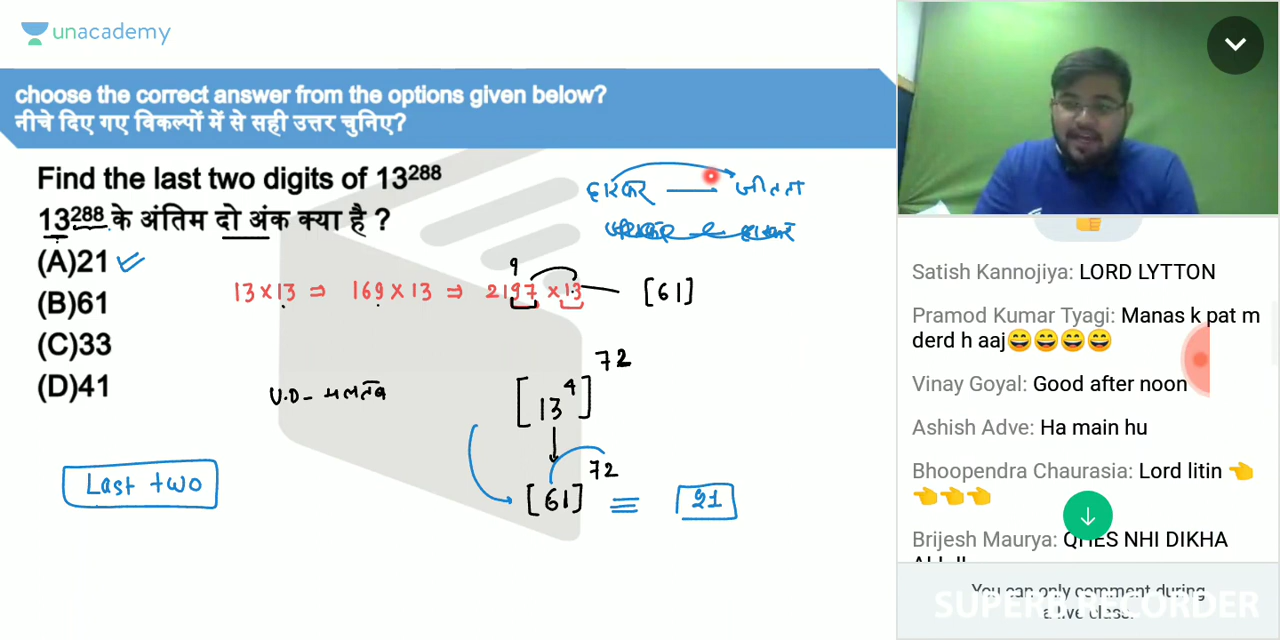 unacademy
choose the correct answer from the options given below?
नीचे दिए गए विकल्पों में से सही उत्तर चुनिए?
Find the last two digits of 13²⁸⁸
13²⁸⁸ के अंतिम दो अंक क्या है ?
(A)21
(B)61
(C)33
(D)41
हारकर जीतना
9
13 × 13 ⇒ 169 × 13 ⇒ 2197 × 13 [61]
[13⁴]⁷²
U.D - मतलब
[61]⁷² = 21
Last two
Satish Kannojiya: LORD LYTTON
Pramod Kumar Tyagi: Manas k pat m
derd h aaj😄😄😄😄
Vinay Goyal: Good after noon
Ashish Adve: Ha main hu
Bhoopendra Chaurasia: Lord litin 👈
👈👈👈
Brijesh Maurya: QHES NHI DIKHA
You can only comment during
a live class.
SUPERB RECORDER